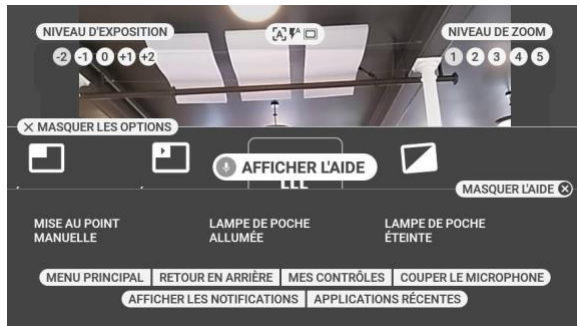 NIVEAU D'EXPOSITION
NIVEAU DE ZOOM
-2 -1 0 +1 +2
1 2 3 4 5
MASQUER LES OPTIONS
AFFICHER L'AIDE
MASQUER L'AIDE
MISE AU POINT
MANUELLE
LAMPE DE POCHE
ALLUMÉE
LAMPE DE POCHE
ÉTEINTE
MENU PRINCIPAL
RETOUR EN ARRIÈRE
MES CONTRÔLES
COUPER LE MICROPHONE
AFFICHER LES NOTIFICATIONS
APPLICATIONS RÉCENTES